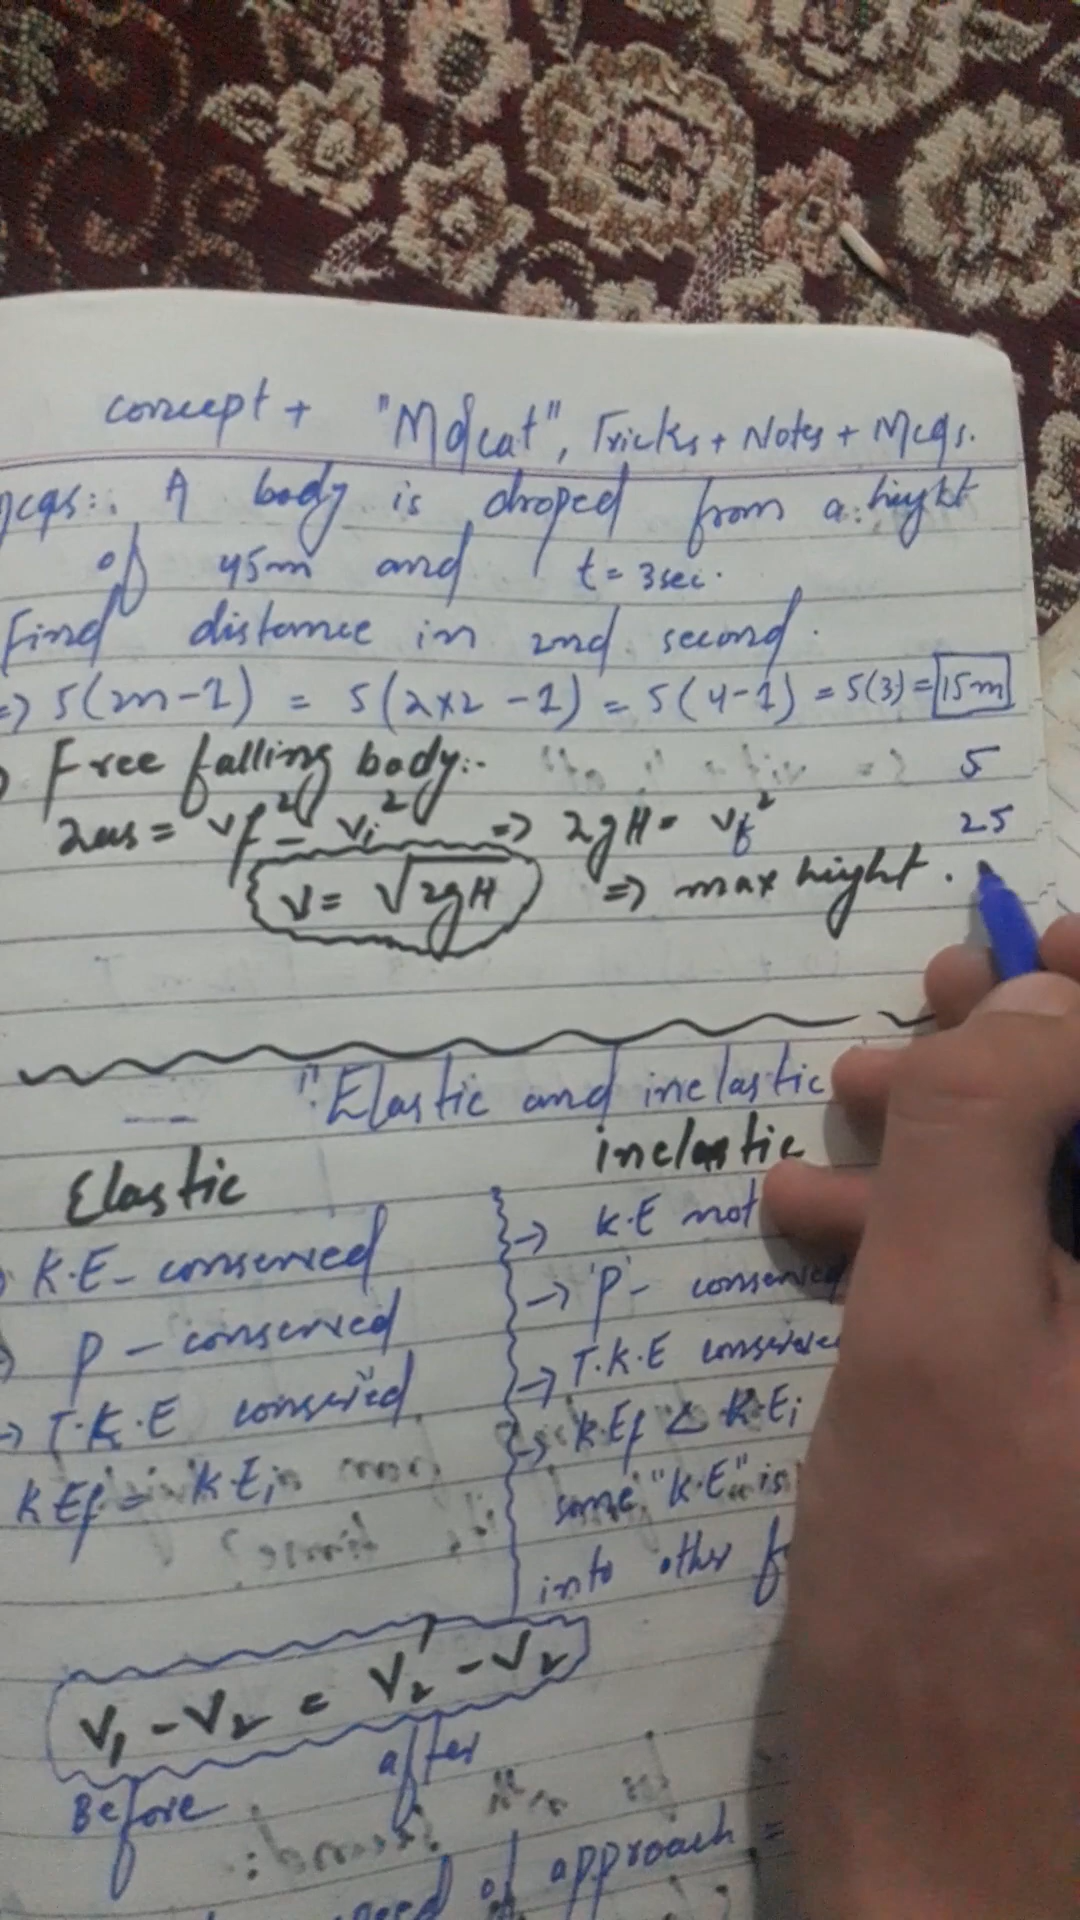 concept + "Mdcat", Tricks + Notes + Mcqs.
mcqs:. A body is droped from a hight
of 45m and t = 3sec.
Find distance in 2nd second.
=> 5(2n-1) = 5(2×2-1) = 5(4-1) = 5(3) = 15m
Free falling body:-
5
2as = vf² - vi² => 2gH = vf²
25
V = √2gH => max hight.
"Elastic and inelastic
Elastic
inelastic
K.E - conserved
-> K.E not
P - conserved
-> 'P' - conserved
-> T.K.E conserved
-> T.K.E conserved
KEf = KEi
-> K.Ef < K.Ei
some "K.E" is
into other f
V₁ - V₂ = V₂' - V₂
Before after
of approach =